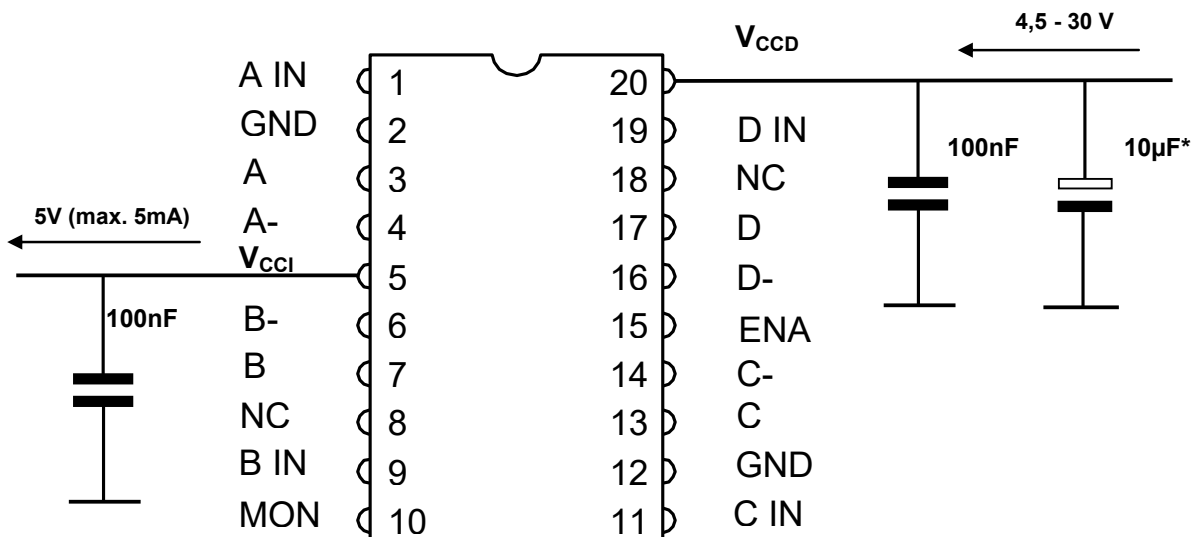 4,5 - 30 V
VCCD
A IN 1 20
GND 2 19 D IN
100nF 10µF*
A 3 18 NC
5V (max. 5mA)
A- 4 17 D
VCCI 5 16 D-
100nF
B- 6 15 ENA
B 7 14 C-
NC 8 13 C
B IN 9 12 GND
MON 10 11 C IN